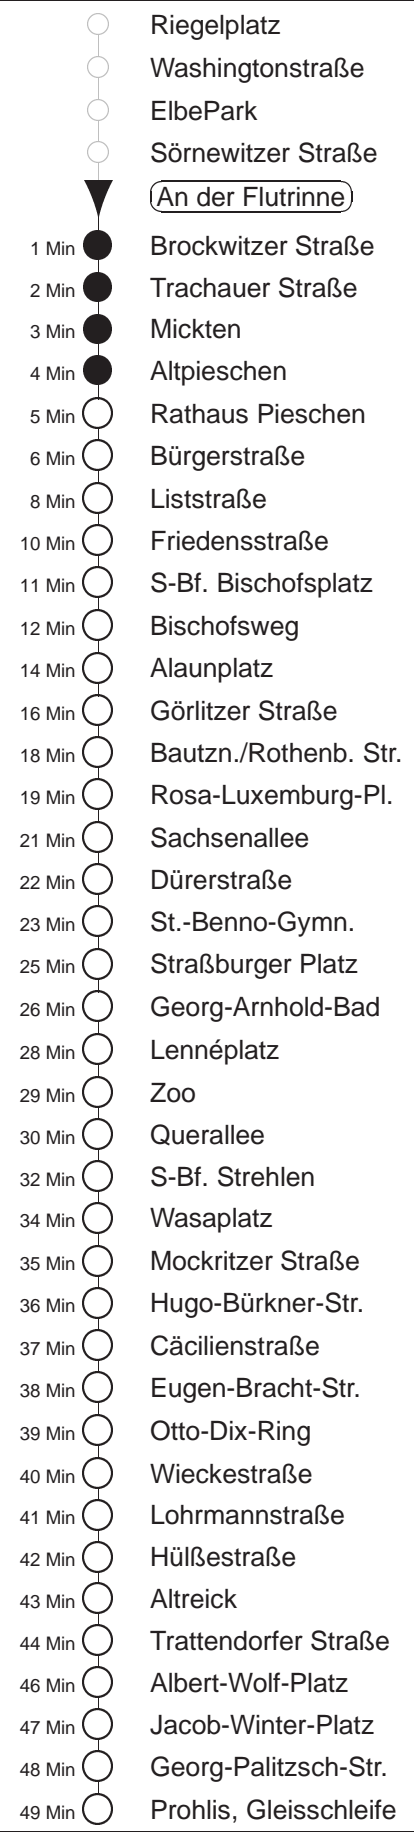 Riegelplatz
Washingtonstraße
ElbePark
Sörnewitzer Straße
An der Flutrinne
1 Min Brockwitzer Straße
2 Min Trachauer Straße
3 Min Mickten
4 Min Altpieschen
5 Min Rathaus Pieschen
6 Min Bürgerstraße
8 Min Liststraße
10 Min Friedensstraße
11 Min S-Bf. Bischofsplatz
12 Min Bischofsweg
14 Min Alaunplatz
16 Min Görlitzer Straße
18 Min Bautzn./Rothenb. Str.
19 Min Rosa-Luxemburg-Pl.
21 Min Sachsenallee
22 Min Dürerstraße
23 Min St.-Benno-Gymn.
25 Min Straßburger Platz
26 Min Georg-Arnhold-Bad
28 Min Lennéplatz
29 Min Zoo
30 Min Querallee
32 Min S-Bf. Strehlen
34 Min Wasaplatz
35 Min Mockritzer Straße
36 Min Hugo-Bürkner-Str.
37 Min Cäcilienstraße
38 Min Eugen-Bracht-Str.
39 Min Otto-Dix-Ring
40 Min Wieckestraße
41 Min Lohrmannstraße
42 Min Hülßestraße
43 Min Altreick
44 Min Trattendorfer Straße
46 Min Albert-Wolf-Platz
47 Min Jacob-Winter-Platz
48 Min Georg-Palitzsch-Str.
49 Min Prohlis, Gleisschleife